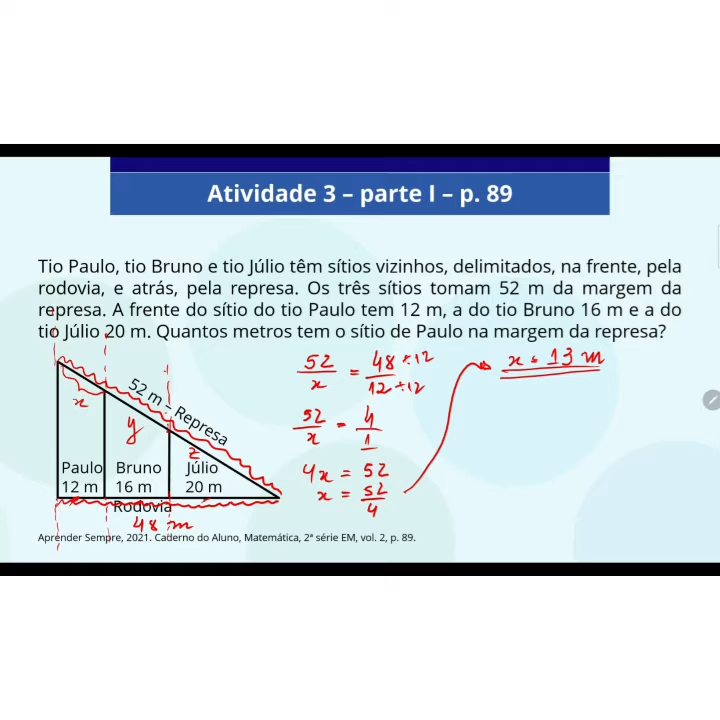 Atividade 3 – parte I – p. 89
Tio Paulo, tio Bruno e tio Júlio têm sítios vizinhos, delimitados, na frente, pela
rodovia, e atrás, pela represa. Os três sítios tomam 52 m da margem da
represa. A frente do sítio do tio Paulo tem 12 m, a do tio Bruno 16 m e a do
tio Júlio 20 m. Quantos metros tem o sítio de Paulo na margem da represa?
52 m – Represa
x
y
z
Paulo
12 m
Bruno
16 m
Júlio
20 m
Rodovia
48 m
52/x = 48 ÷12/12 ÷12
52/x = 4/1
4x = 52
x = 52/4
x = 13 m
Aprender Sempre, 2021. Caderno do Aluno, Matemática, 2ª série EM, vol. 2, p. 89.